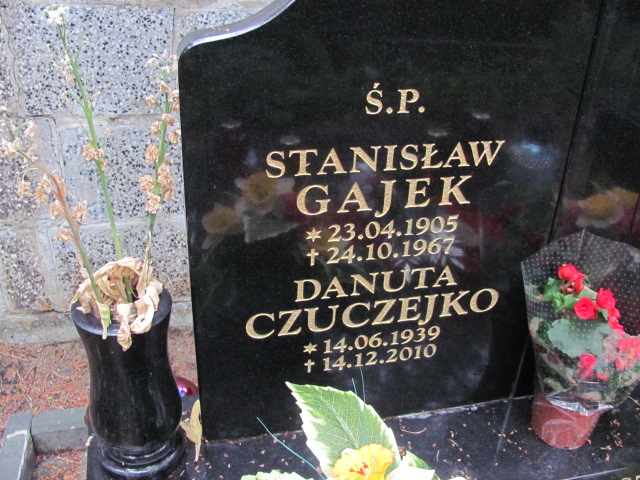 Ś.P.
STANISŁAW
GAJEK
* 23.04.1905
† 24.10.1967
DANUTA
CZUCZEJKO
* 14.06.1939
† 14.12.2010